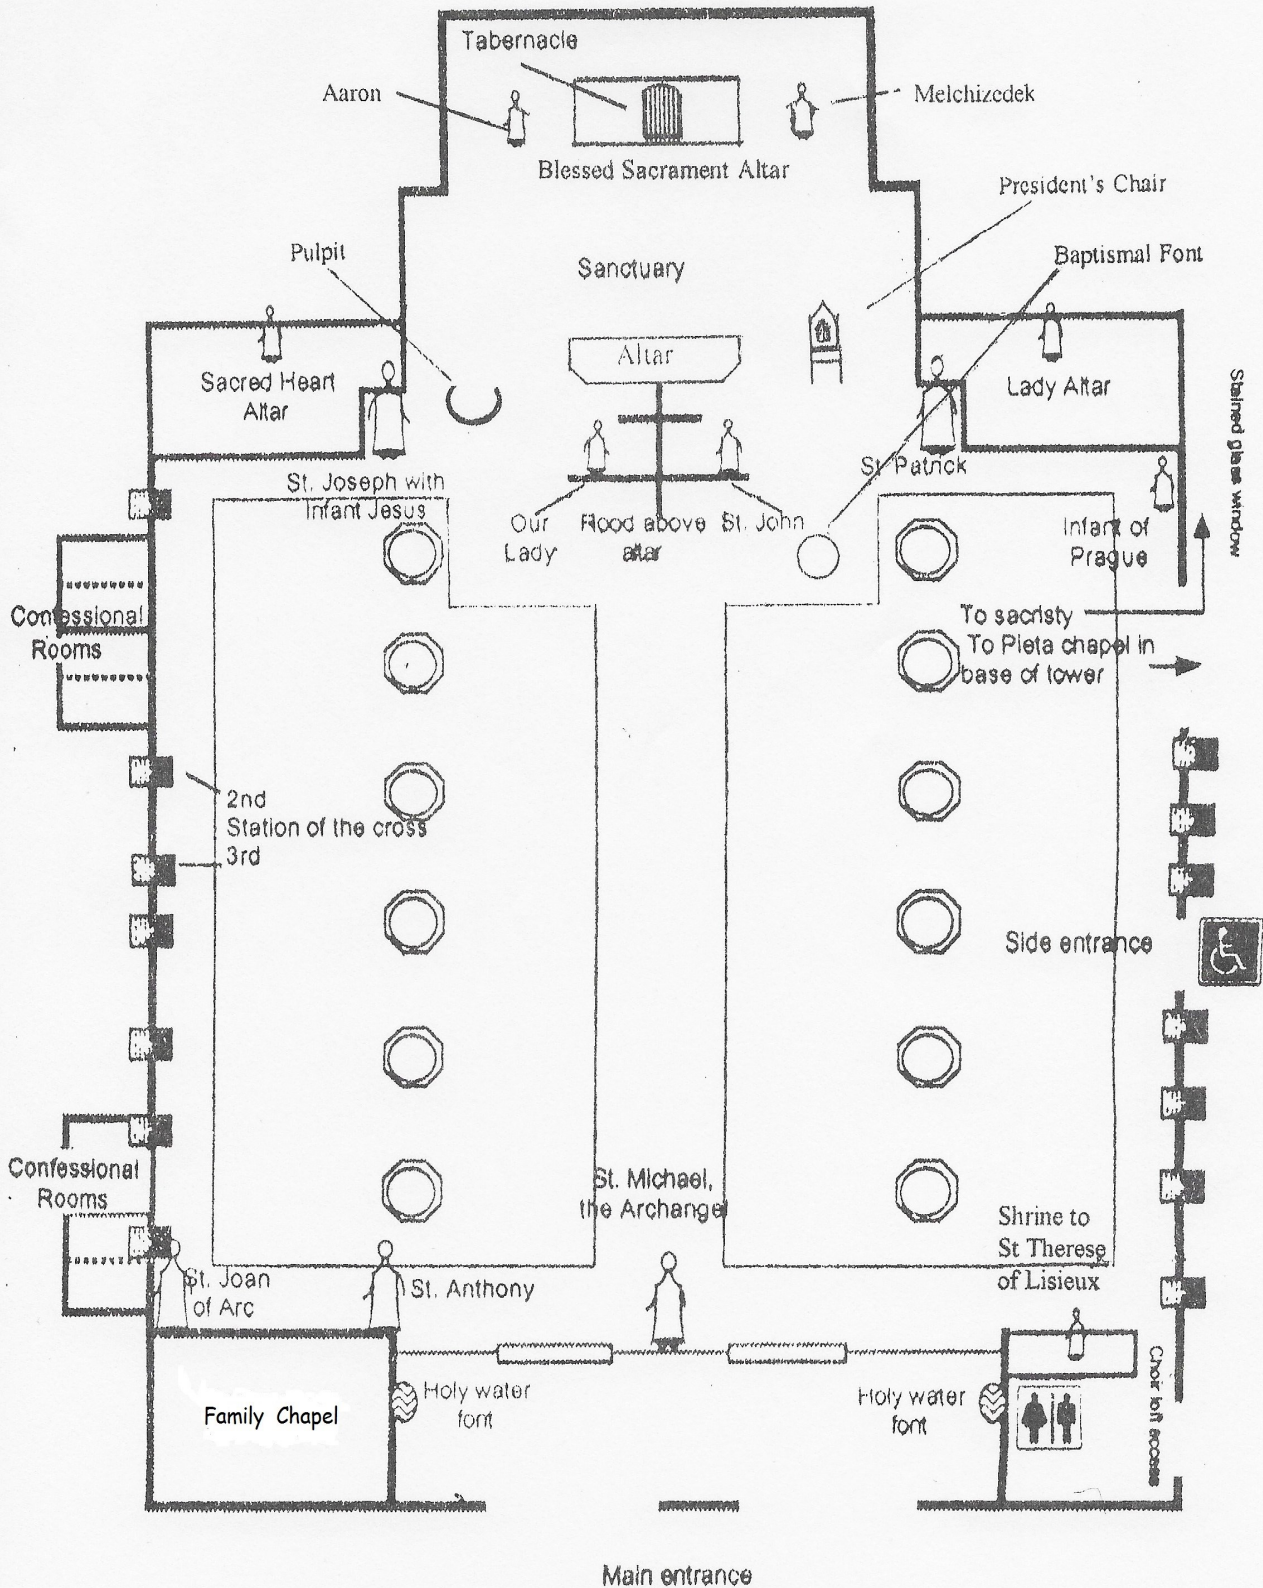 Tabernacle
Aaron
Melchizedek
Blessed Sacrament Altar
President's Chair
Pulpit
Sanctuary
Baptismal Font
Altar
Sacred Heart
Altar
Lady Altar
Stained glass window
St. Patrick
St. Joseph with
Infant Jesus
Our
Lady
Rood above
altar
St. John
Infant of
Prague
Confessional
Rooms
To sacristy
To Pieta chapel in
base of tower
2nd
Station of the cross
3rd
Side entrance
Confessional
Rooms
St. Michael,
the Archangel
Shrine to
St Therese
of Lisieux
St. Joan
of Arc
St. Anthony
Holy water
font
Holy water
font
Family Chapel
Choir loft access
Main entrance